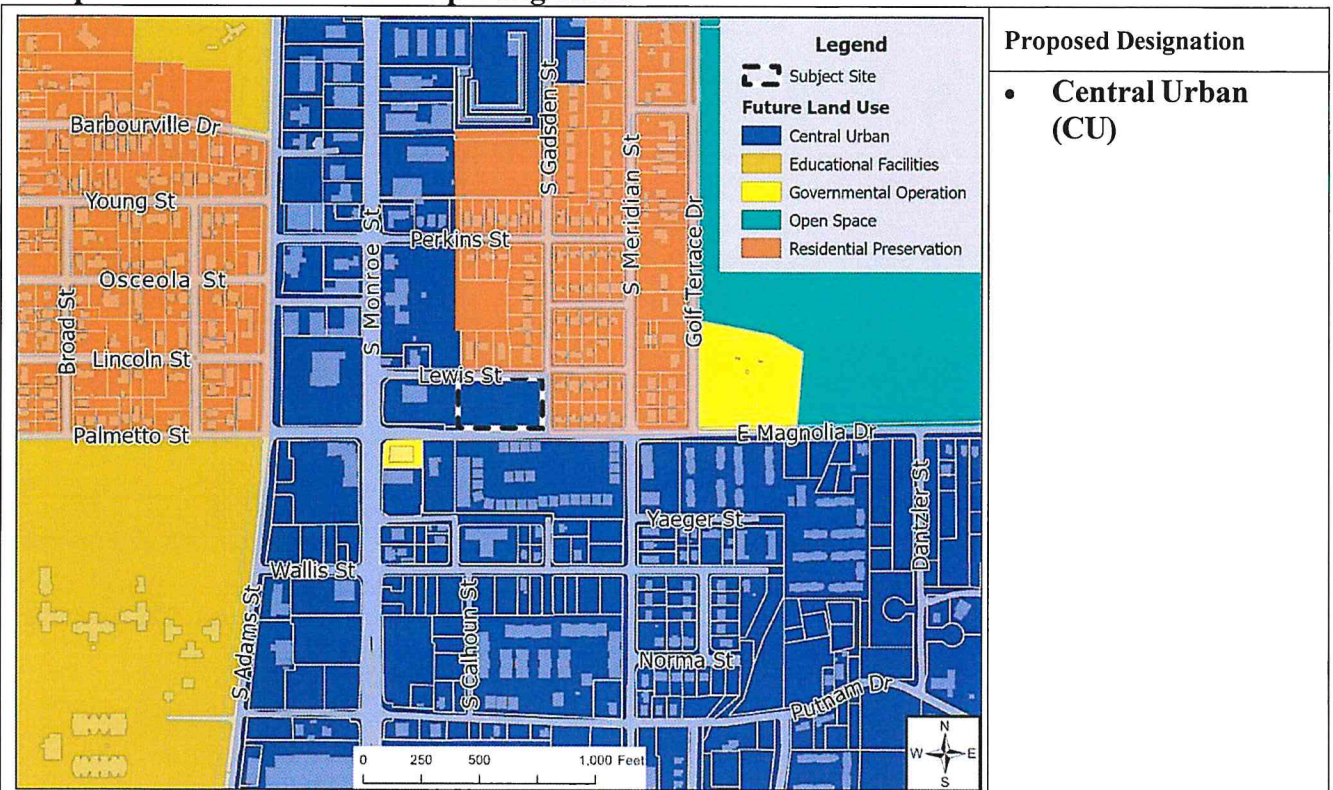 Legend
Subject Site
Future Land Use
Central Urban
Educational Facilities
Governmental Operation
Open Space
Residential Preservation
Barbourville Dr
Young St
Osceola St
Broad St
Lincoln St
Palmetto St
S Monroe St
Perkins St
S Gadsden St
S Meridian St
Golf Terrace Dr
Lewis St
E Magnolia Dr
Yaeger St
Dantzler St
Wallis St
S Adams St
S Calhoun St
Norma St
Putnam Dr
0 250 500 1,000 Feet
N
W E
S
Proposed Designation
• Central Urban
(CU)